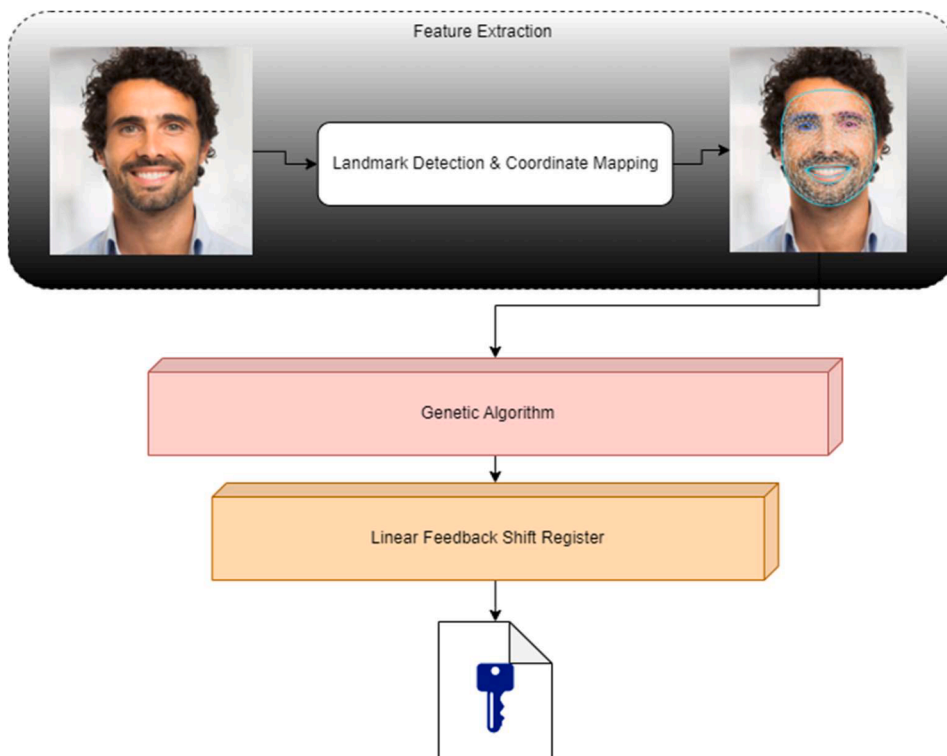 Feature Extraction
Landmark Detection & Coordinate Mapping
Genetic Algorithm
Linear Feedback Shift Register